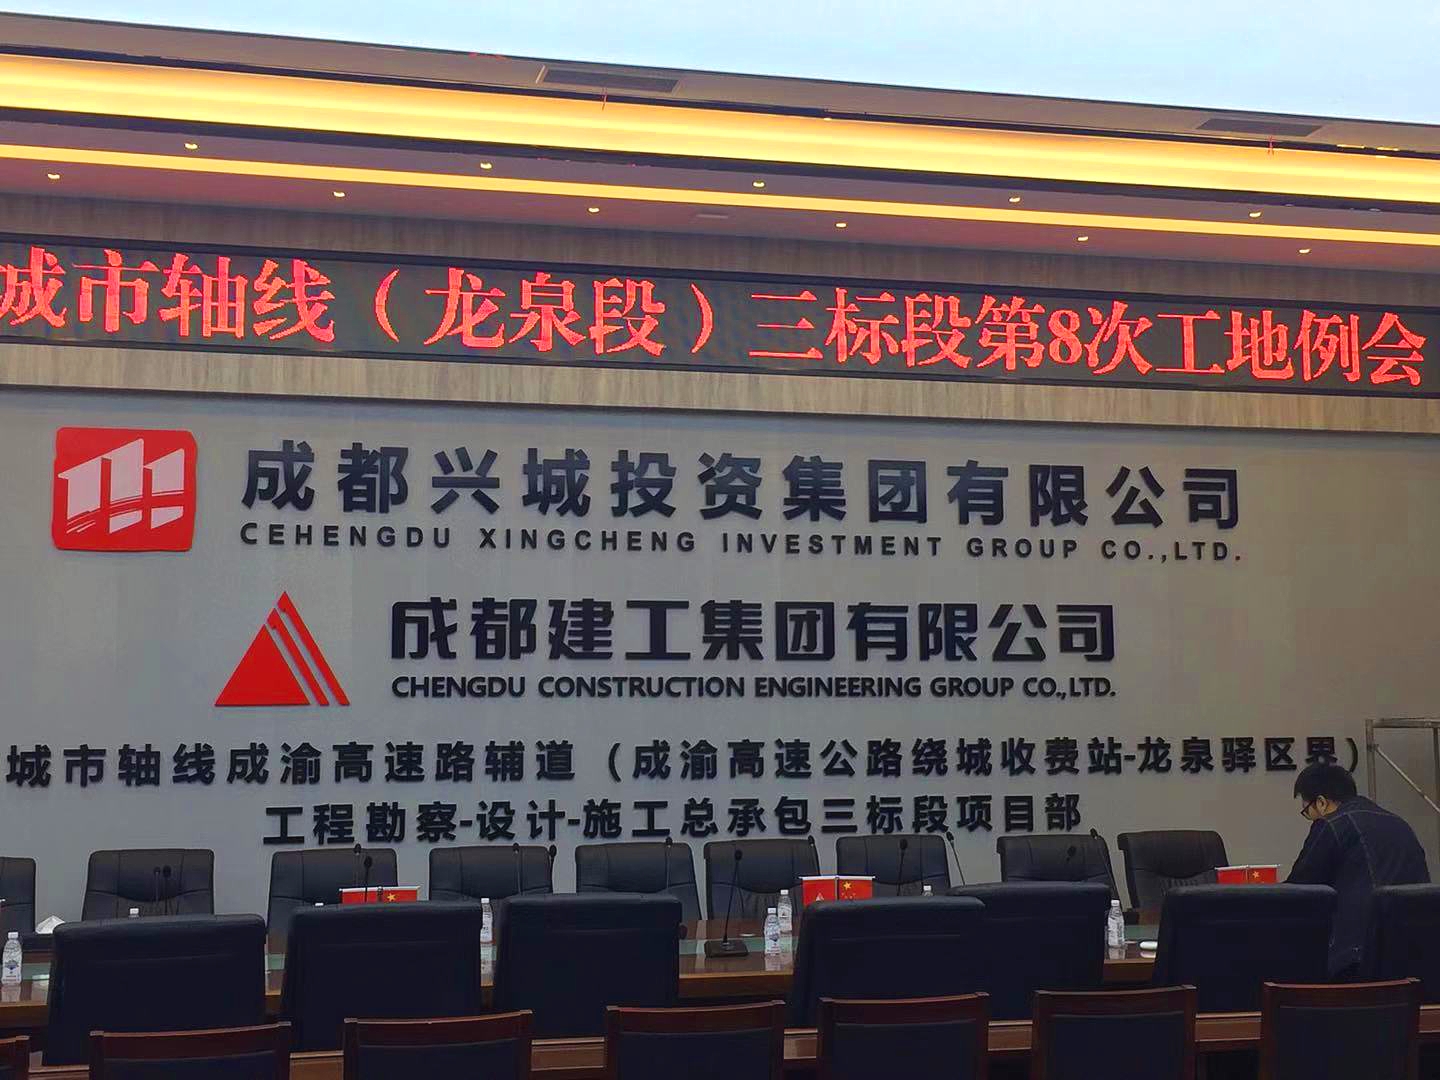 城市轴线（龙泉段）三标段第8次工地例会
成都兴城投资集团有限公司
CEHENGDU XINGCHENG INVESTMENT GROUP CO.,LTD.
成都建工集团有限公司
CHENGDU CONSTRUCTION ENGINEERING GROUP CO.,LTD.
城市轴线成渝高速路辅道（成渝高速公路绕城收费站-龙泉驿区界）
工程勘察-设计-施工总承包三标段项目部